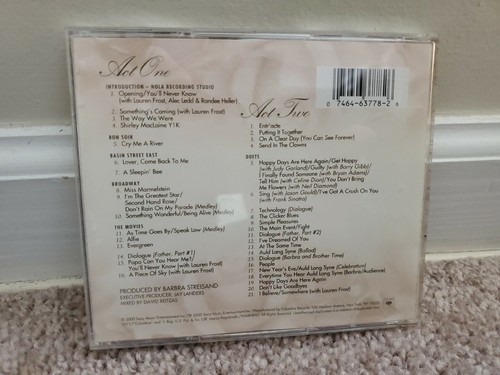 Act One
INTRODUCTION – NOLA RECORDING STUDIO
1. Opening/You'll Never Know
(with Lauren Frost, Alec Ledd & Randee Heller)
2. Something's Coming (with Lauren Frost)
3. The Way We Were
4. Shirley MacLaine Y1K
BON SOIR
5. Cry Me A River
BASIN STREET EAST
6. Lover, Come Back To Me
7. A Sleepin' Bee
BROADWAY
8. Miss Marmelstein
9. I'm The Greatest Star/
Second Hand Rose/
Don't Rain On My Parade (Medley)
10. Something Wonderful/Being Alive (Medley)
THE MOVIES
11. As Time Goes By/Speak Low (Medley)
12. Alfie
13. Evergreen
14. Dialogue (Father, Part #1)
15. Papa Can You Hear Me?/
You'll Never Know (with Lauren Frost)
16. A Piece Of Sky (with Lauren Frost)
PRODUCED BY BARBRA STREISAND
EXECUTIVE PRODUCER: JAY LANDERS
MIXED BY DAVID REITZAS
0 7464-63778-2 6
Act Two
1. Entr'acte
2. Putting It Together
3. On A Clear Day (You Can See Forever)
4. Send In The Clowns
DUETS
5. Happy Days Are Here Again/Get Happy
(with Judy Garland)/Guilty (with Barry Gibb)/
I Finally Found Someone (with Bryan Adams)/
Tell Him (with Celine Dion)/You Don't Bring
Me Flowers (with Neil Diamond)
6. Sing (with Jason Gould)/I've Got A Crush On You
(with Frank Sinatra)
7. Technology (Dialogue)
8. The Clicker Blues
9. Simple Pleasures
10. The Main Event/Fight
11. Dialogue (Father, Part #2)
12. I've Dreamed Of You
13. At The Same Time
14. Auld Lang Syne (Ballad)
15. Dialogue (Barbra and Brother Time)
16. People
17. New Year's Eve/Auld Lang Syne (Celebration)
18. Everytime You Hear Auld Lang Syne (Barbra/Audience)
19. Happy Days Are Here Again
20. Don't Like Goodbyes
21. I Believe/Somewhere (with Lauren Frost)